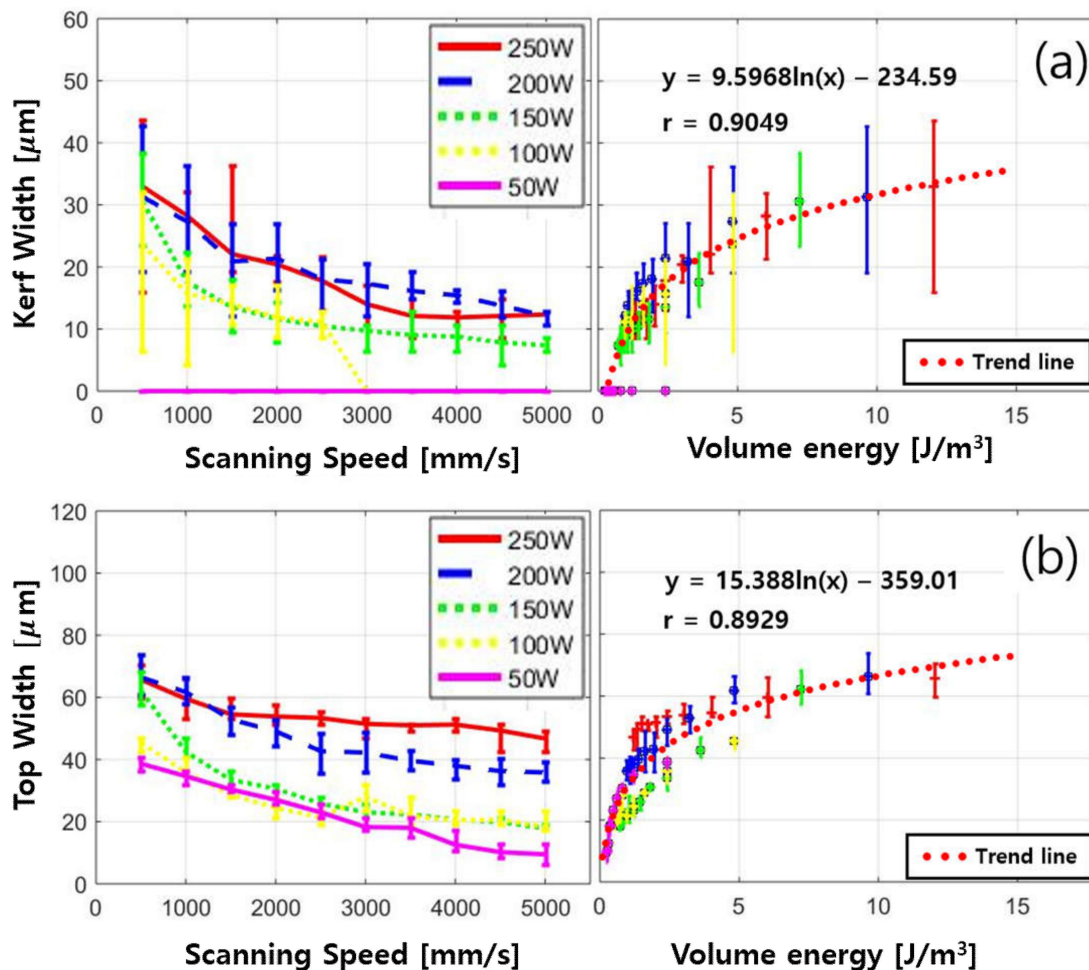 60
50
40
30
20
10
0
Kerf Width [μm]
250W
200W
150W
100W
50W
0 1000 2000 3000 4000 5000
Scanning Speed [mm/s]
(a)
y = 9.5968ln(x) − 234.59
r = 0.9049
Trend line
0 5 10 15
Volume energy [J/m³]
120
100
80
60
40
20
0
Top Width [μm]
250W
200W
150W
100W
50W
0 1000 2000 3000 4000 5000
Scanning Speed [mm/s]
(b)
y = 15.388ln(x) − 359.01
r = 0.8929
Trend line
0 5 10 15
Volume energy [J/m³]